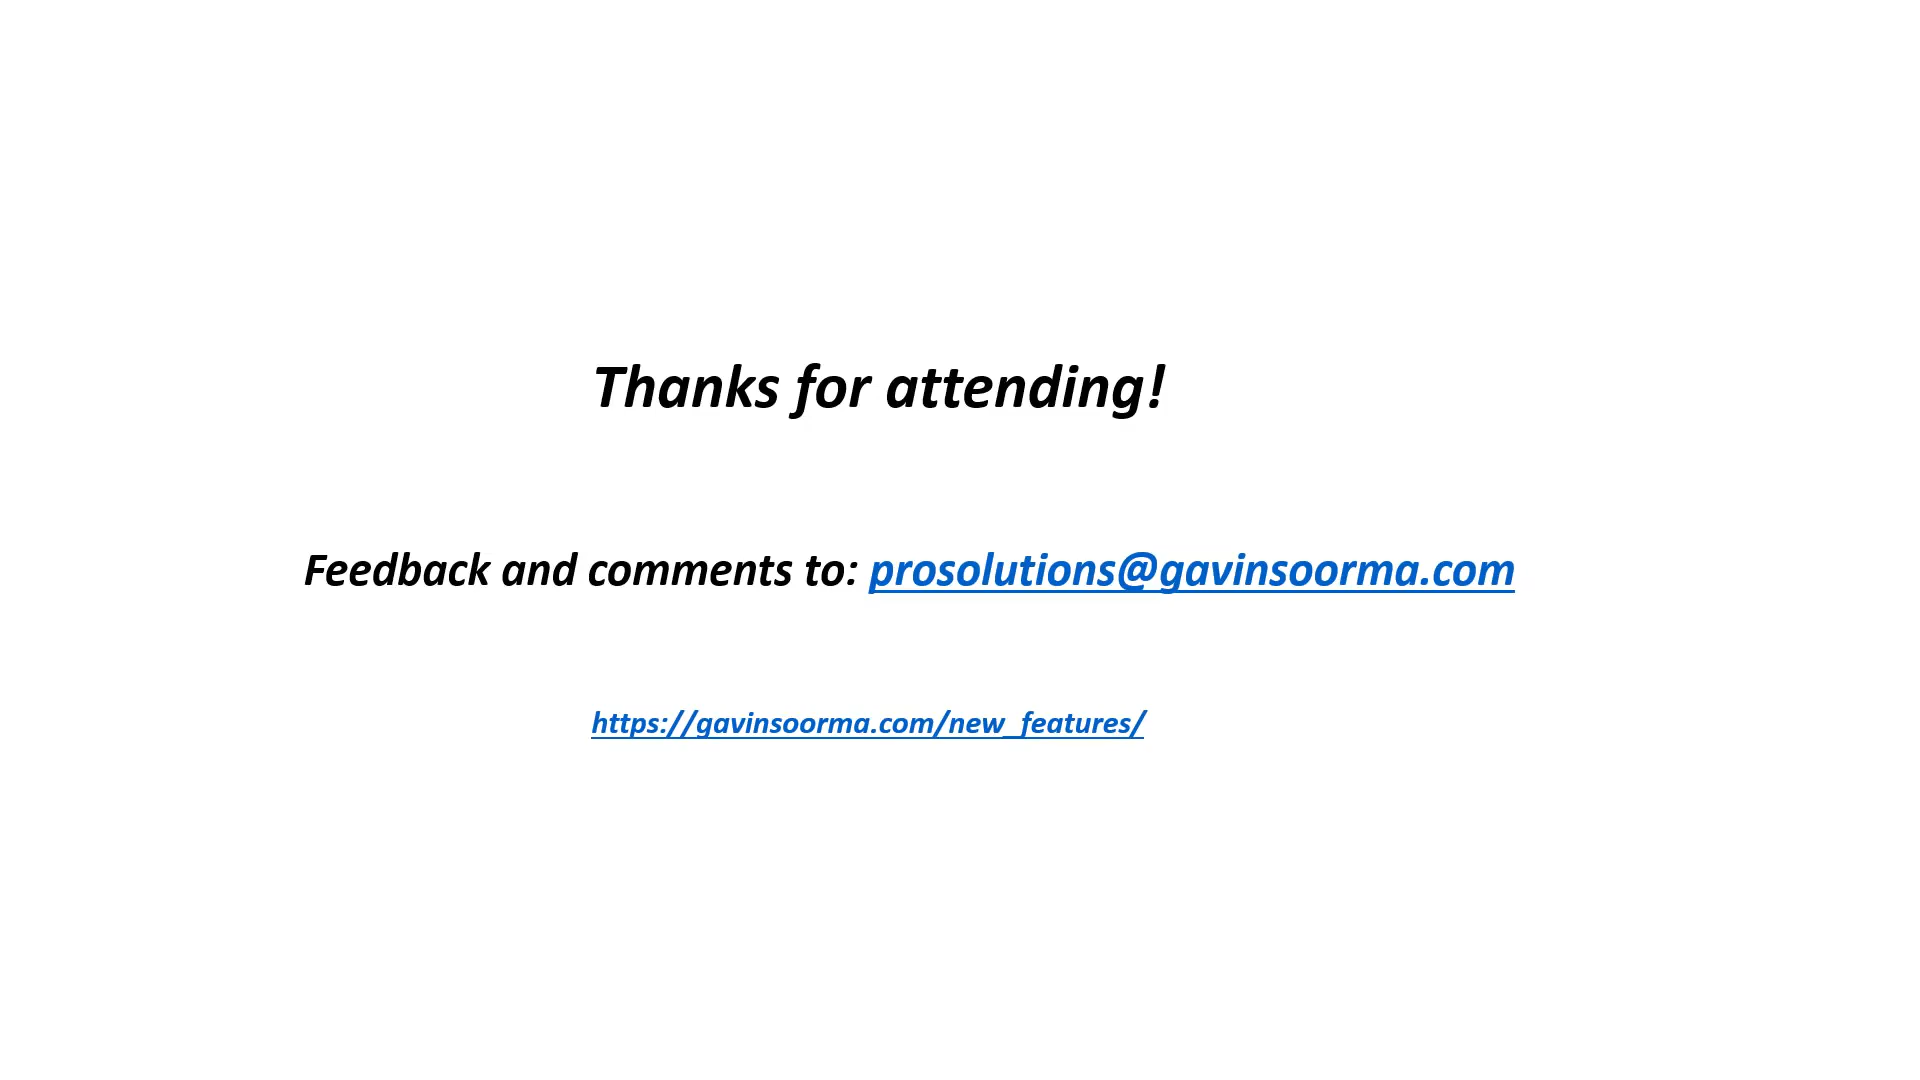 Thanks for attending!
Feedback and comments to: prosolutions@gavinsoorma.com
https://gavinsoorma.com/new_features/